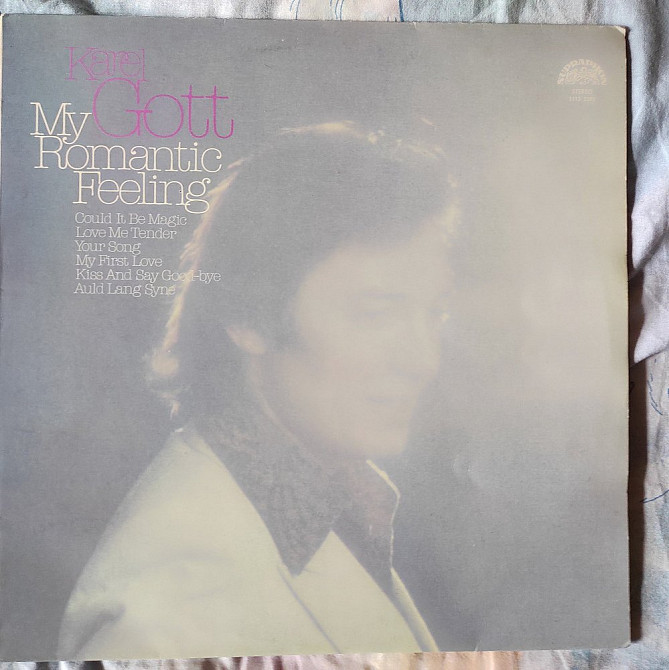 Karel
Gott
My
Romantic
Feeling
Could It Be Magic
Love Me Tender
Your Song
My First Love
Kiss And Say Good-bye
Auld Lang Syne
SUPRAPHON
STEREO